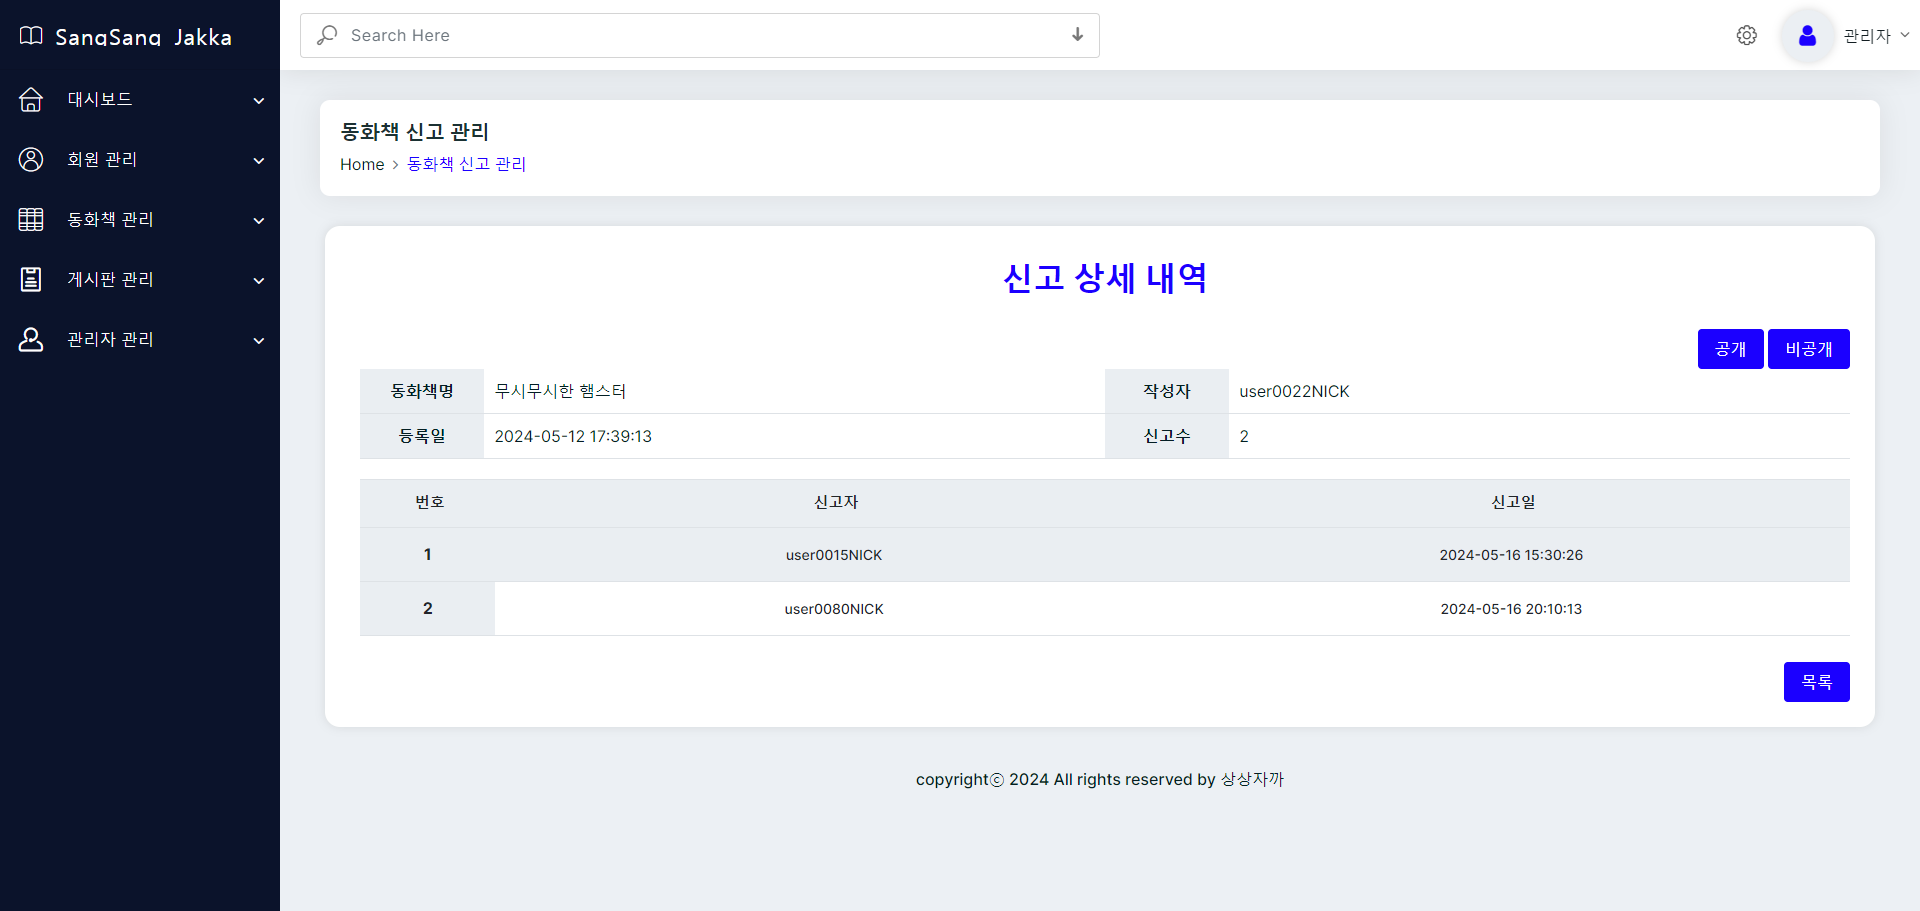 SangSang Jakka
Search Here
관리자
대시보드
회원 관리
동화책 관리
게시판 관리
관리자 관리
동화책 신고 관리
Home > 동화책 신고 관리
신고 상세 내역
공개 비공개
동화책명 무시무시한 햄스터 작성자 user0022NICK
등록일 2024-05-12 17:39:13 신고수 2
번호 신고자 신고일
1 user0015NICK 2024-05-16 15:30:26
2 user0080NICK 2024-05-16 20:10:13
목록
copyrightⓒ 2024 All rights reserved by 상상자까